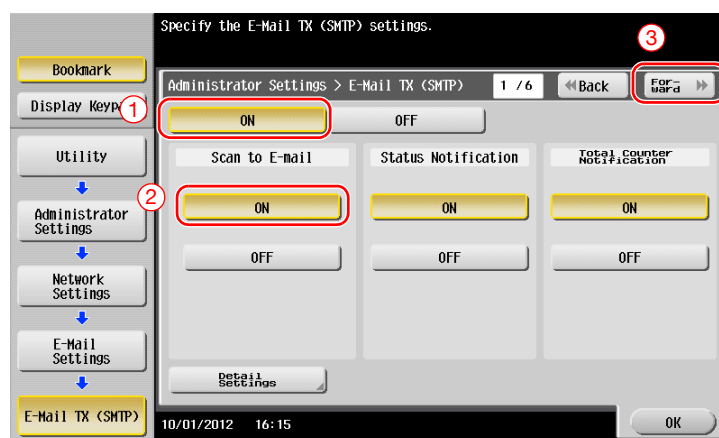 Specify the E-Mail TX (SMTP) settings.
3
Bookmark
Display Keyp
1
Administrator Settings > E-Mail TX (SMTP)
1 /6
Back
For-
ward
ON
OFF
Utility
Scan to E-mail
Status Notification
Total Counter
Notification
2
Administrator
Settings
ON
ON
ON
OFF
OFF
OFF
Network
Settings
E-Mail
Settings
Detail
Settings
E-Mail TX (SMTP)
10/01/2012 16:15
OK